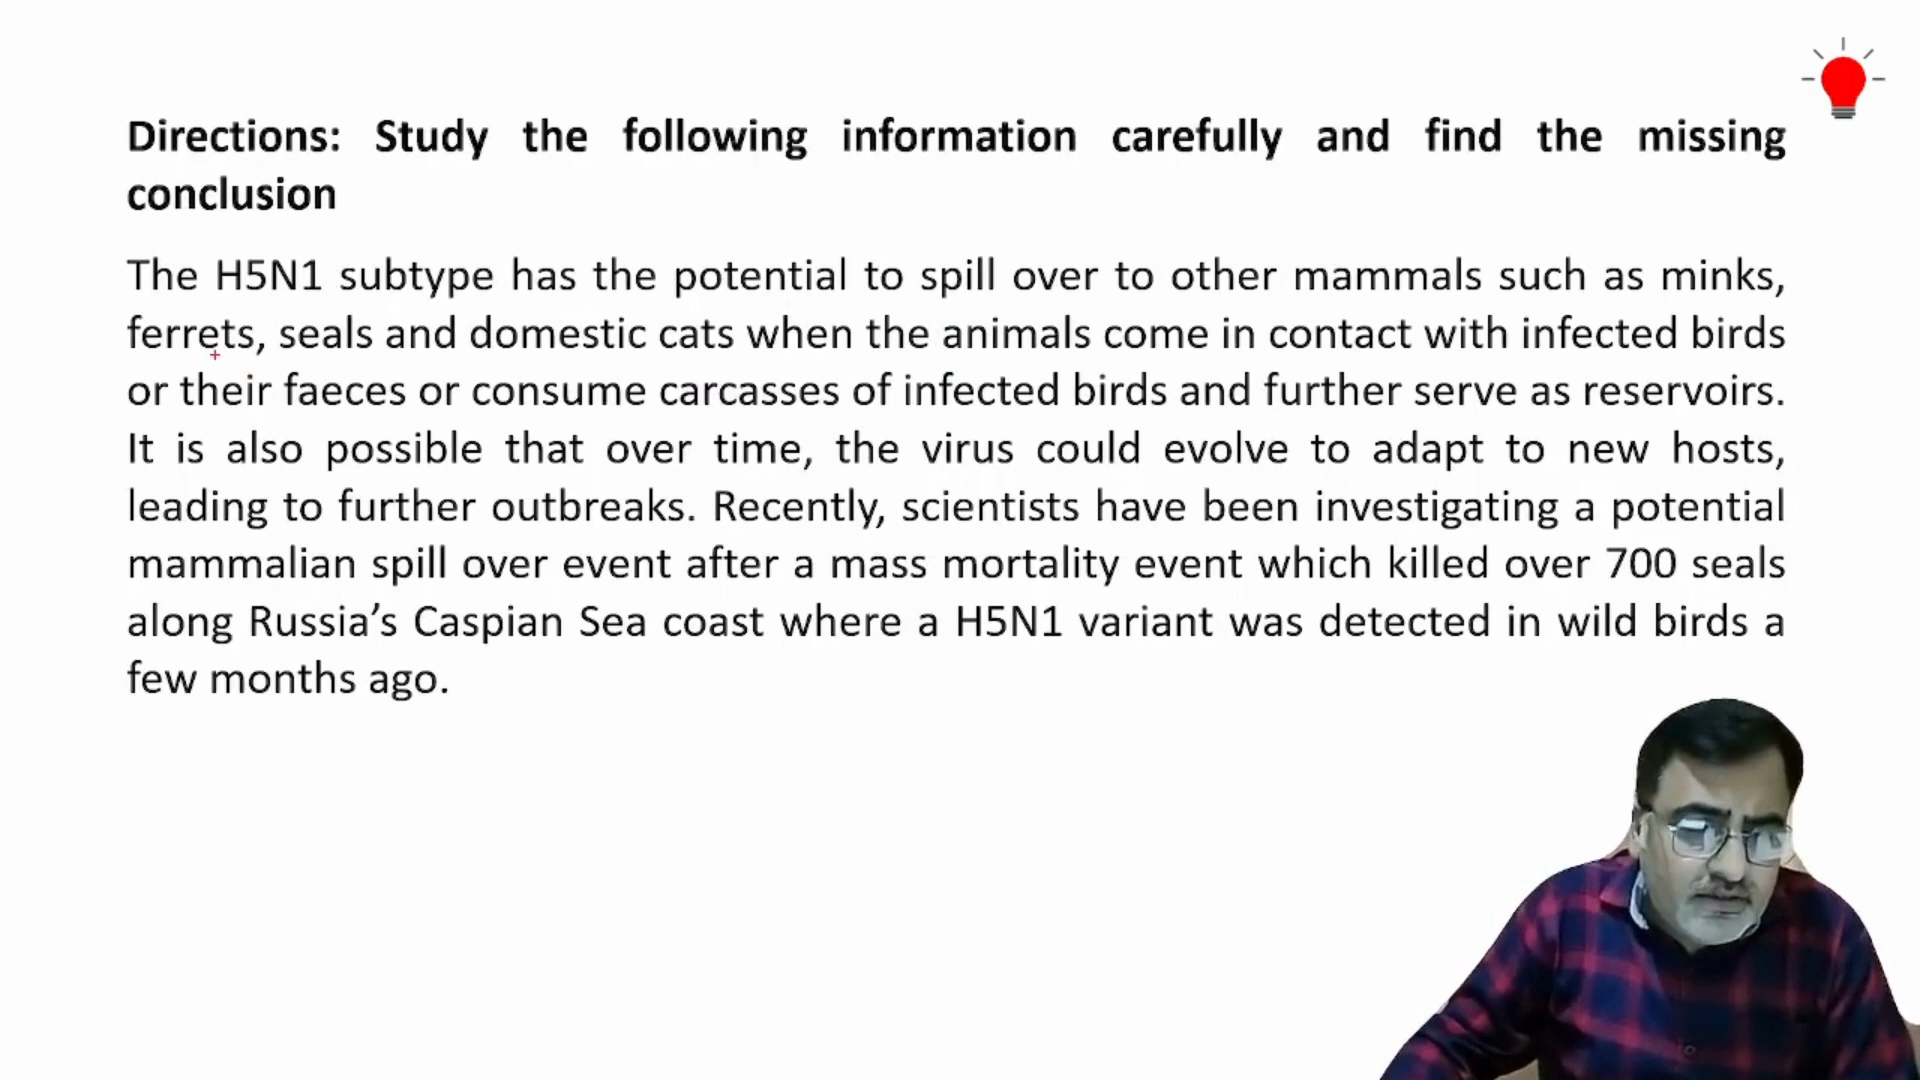 Directions: Study the following information carefully and find the missing
conclusion
The H5N1 subtype has the potential to spill over to other mammals such as minks,
ferrets, seals and domestic cats when the animals come in contact with infected birds
or their faeces or consume carcasses of infected birds and further serve as reservoirs.
It is also possible that over time, the virus could evolve to adapt to new hosts,
leading to further outbreaks. Recently, scientists have been investigating a potential
mammalian spill over event after a mass mortality event which killed over 700 seals
along Russia’s Caspian Sea coast where a H5N1 variant was detected in wild birds a
few months ago.